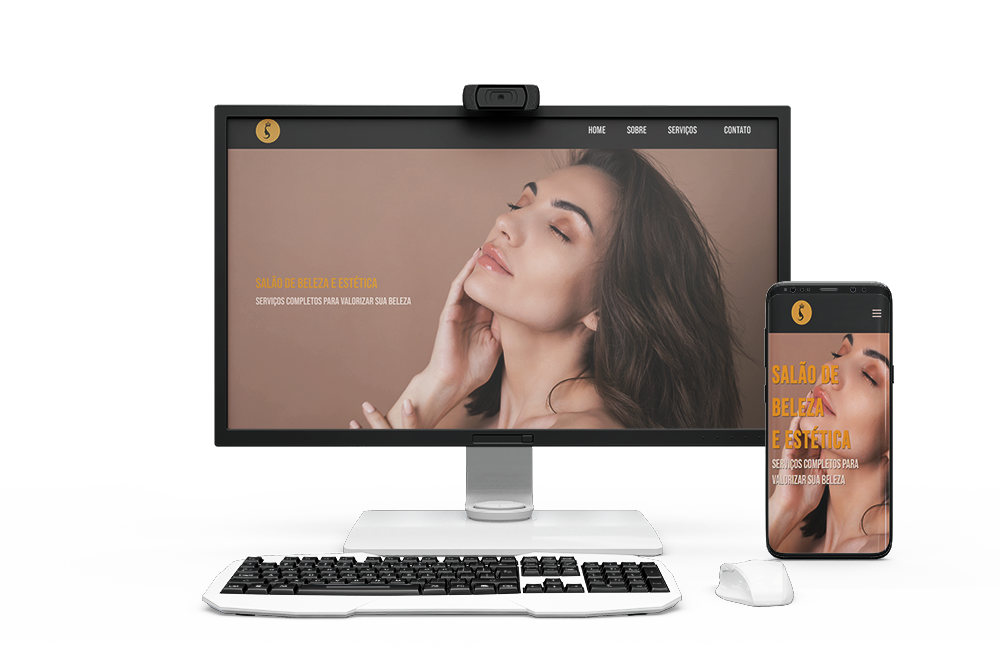 HOME SOBRE SERVIÇOS CONTATO
SALÃO DE BELEZA E ESTÉTICA
SERVIÇOS COMPLETOS PARA VALORIZAR SUA BELEZA
SALÃO DE
BELEZA
E ESTÉTICA
SERVIÇOS COMPLETOS PARA
VALORIZAR SUA BELEZA